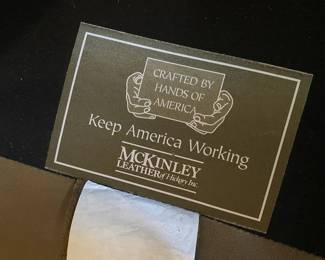 CRAFTED BY
HANDS OF
AMERICA
Keep America Working
MCKINLEY
LEATHER of Hickory Inc.